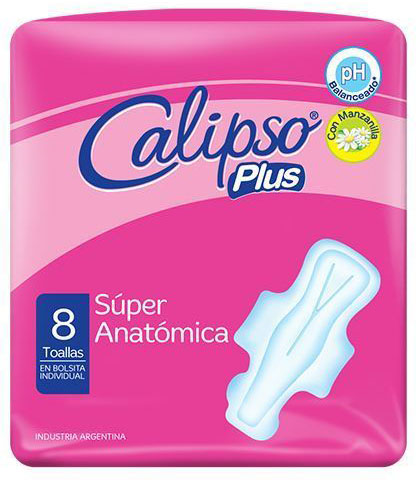 pH
Balanceado*
Calipso®
Con Manzanilla
Plus
Súper
Anatómica
8
Toallas
EN BOLSITA
INDIVIDUAL
INDUSTRIA ARGENTINA